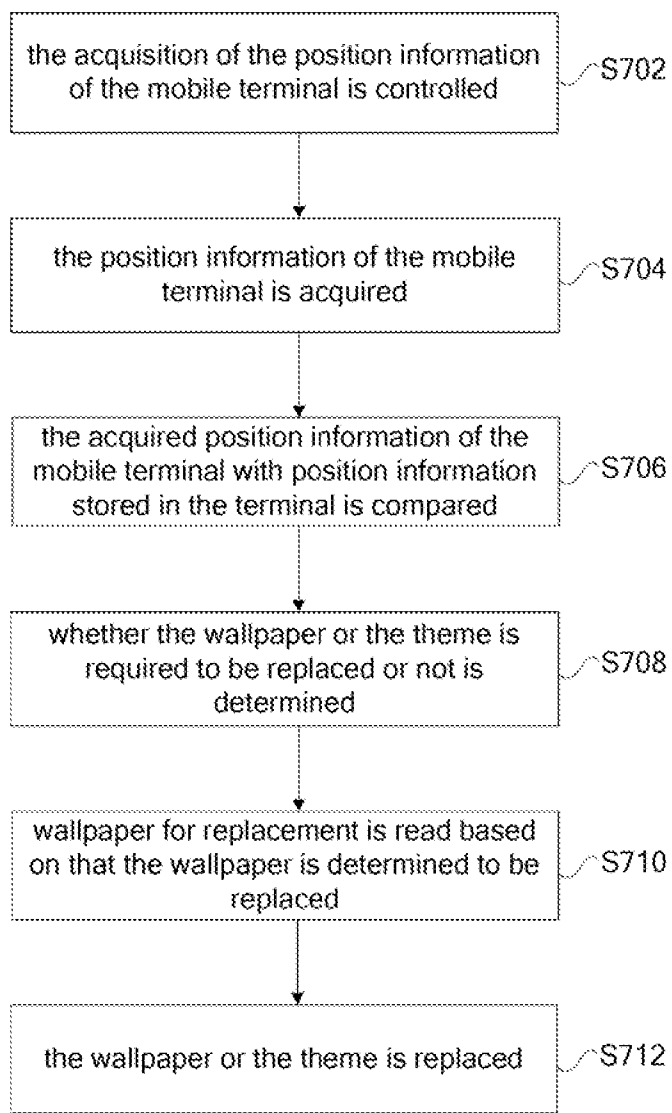 the acquisition of the position information
of the mobile terminal is controlled
S702
the position information of the mobile
terminal is acquired
S704
the acquired position information of the
mobile terminal with position information
stored in the terminal is compared
S706
whether the wallpaper or the theme is
required to be replaced or not is
determined
S708
wallpaper for replacement is read based
on that the wallpaper is determined to be
replaced
S710
the wallpaper or the theme is replaced
S712